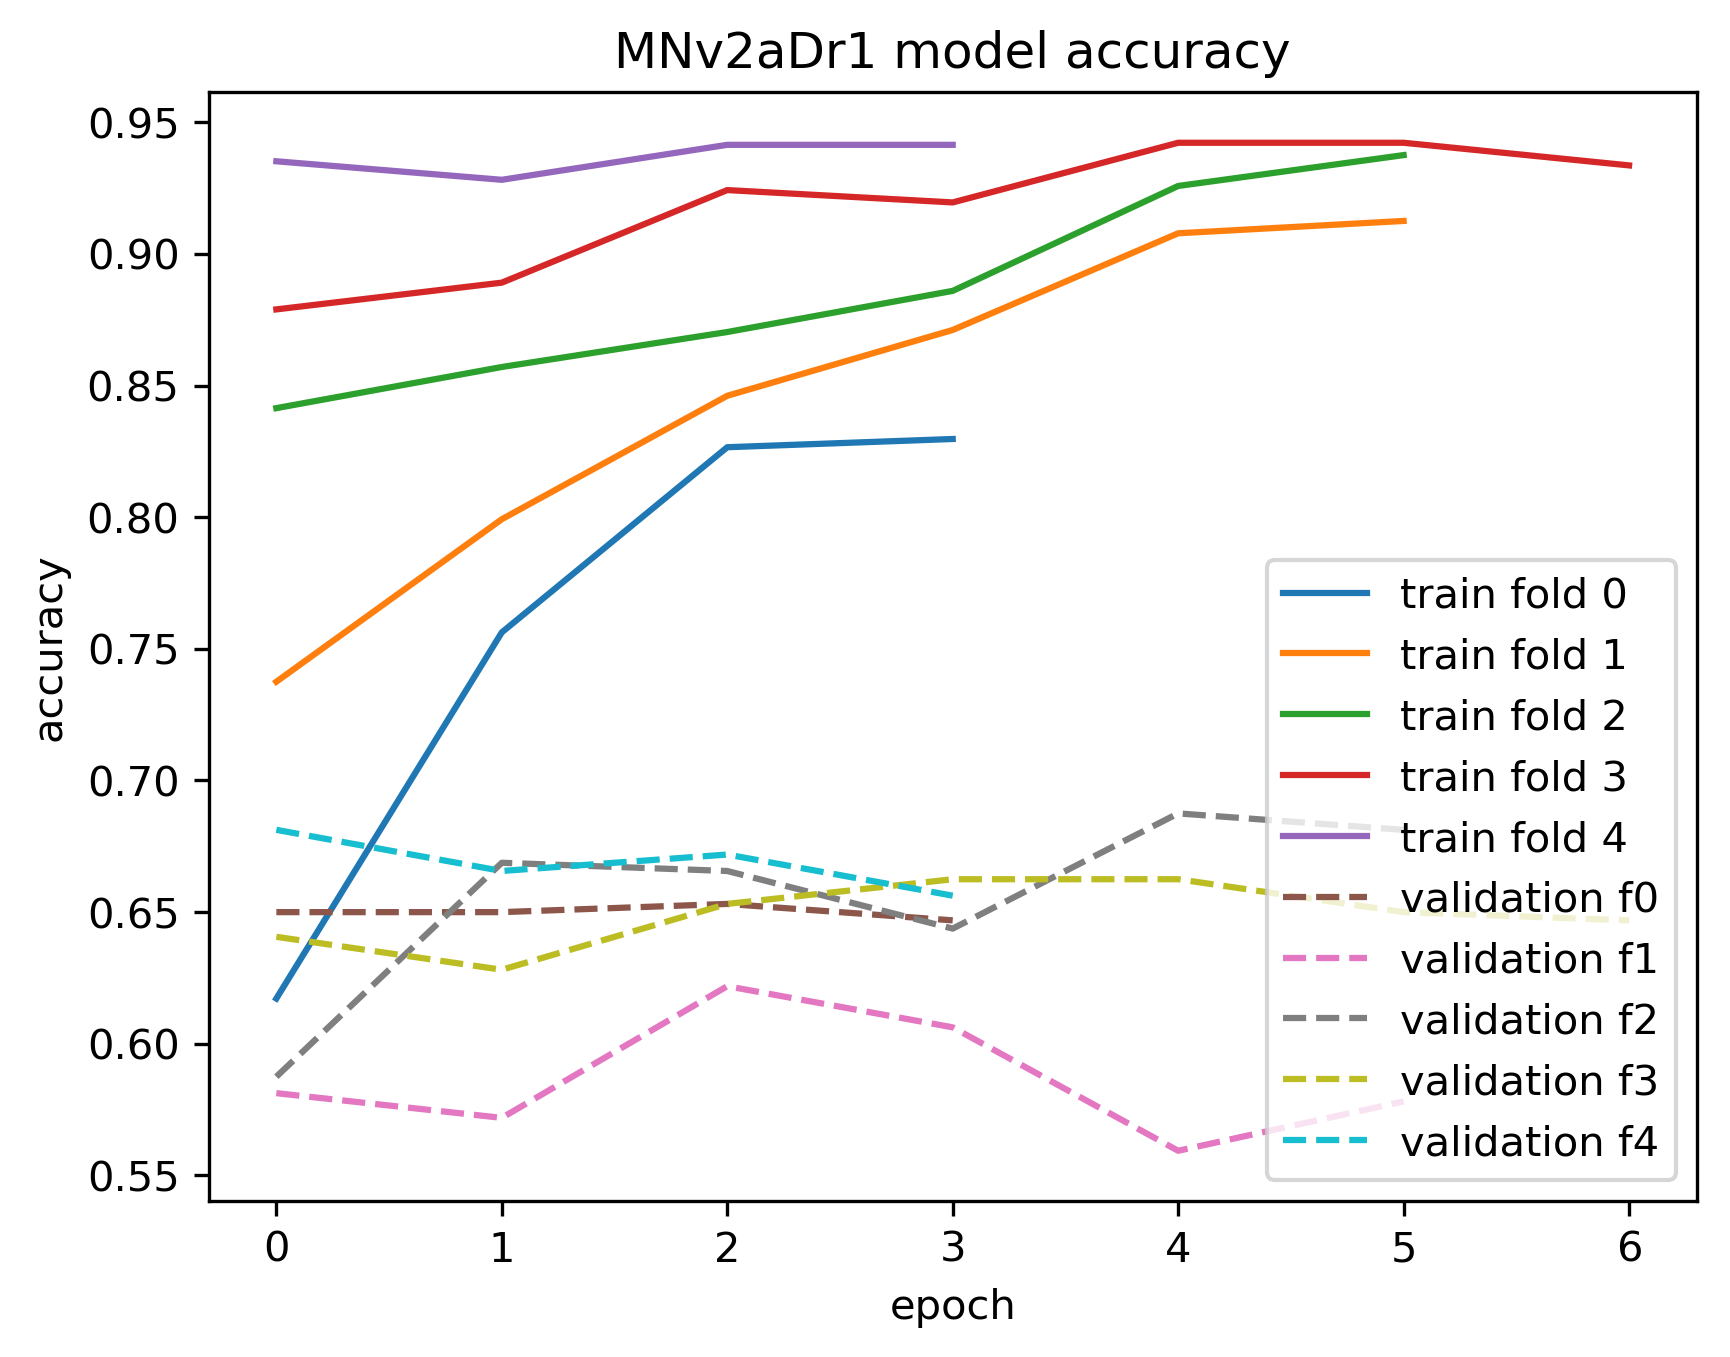 MNv2aDr1 model accuracy
0.95
0.90
0.85
0.80
0.75
0.70
0.65
0.60
0.55
accuracy
train fold 0
train fold 1
train fold 2
train fold 3
train fold 4
validation f0
validation f1
validation f2
validation f3
validation f4
0 1 2 3 4 5 6
epoch